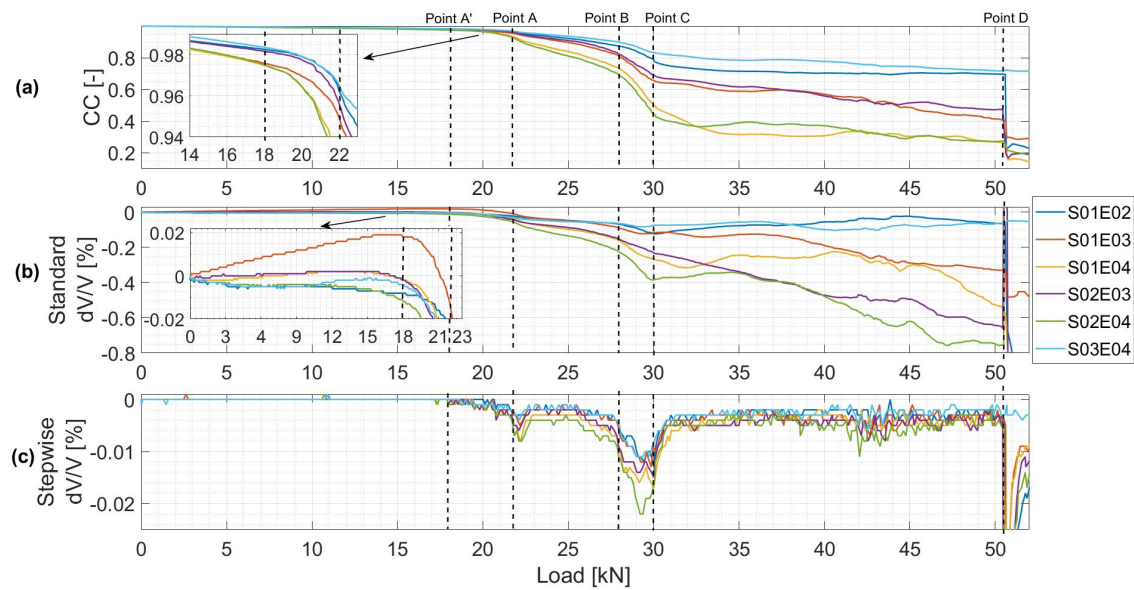 Point A' Point A Point B Point C Point D
(a)
CC [-]
0.8
0.6
0.4
0.2
0.98
0.96
0.94
14 16 18 20 22
0 5 10 15 20 25 30 35 40 45 50
(b)
Standard
dV/V [%]
0
-0.2
-0.4
-0.6
-0.8
0.02
0
-0.02
0 3 6 9 12 15 18 21 23
0 5 10 15 20 25 30 35 40 45 50
S01E02
S01E03
S01E04
S02E03
S02E04
S03E04
(c)
Stepwise
dV/V [%]
0
-0.01
-0.02
0 5 10 15 20 25 30 35 40 45 50
Load [kN]